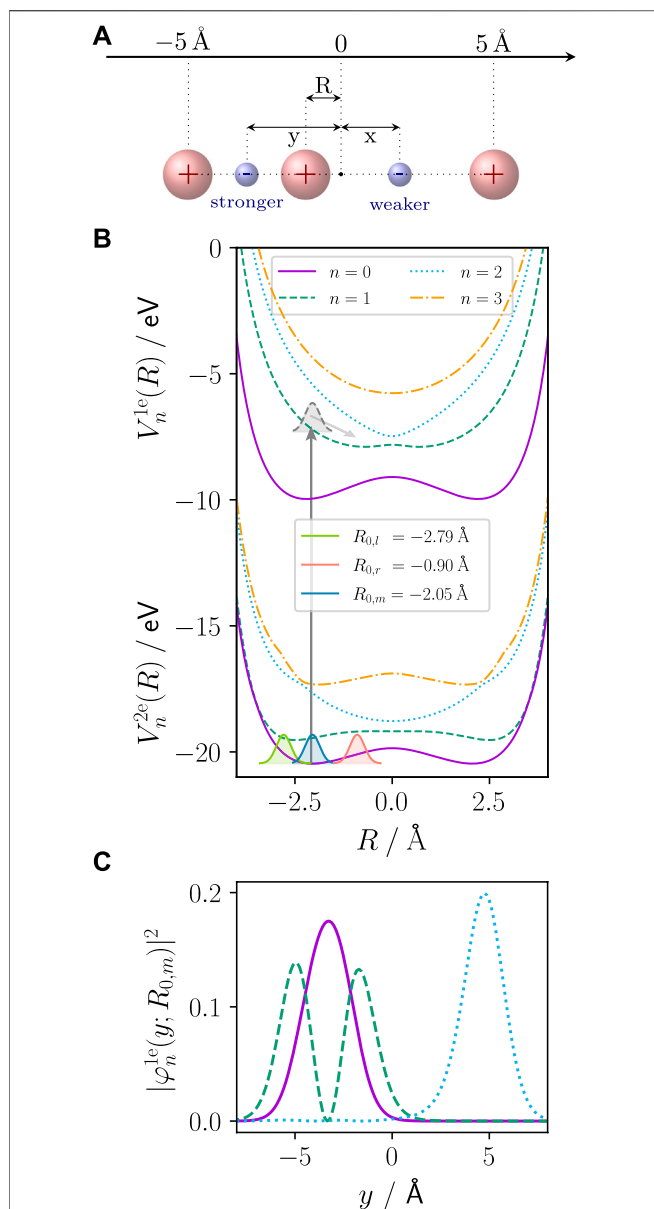 A
−5 Å 0 5 Å
R
y x
+ - + - +
stronger weaker
B
V_n^{1e}(R) / eV
V_n^{2e}(R) / eV
0
−5
−10
−15
−20
n = 0 n = 2
n = 1 n = 3
R_{0,l} = −2.79 Å
R_{0,r} = −0.90 Å
R_{0,m} = −2.05 Å
−2.5 0.0 2.5
R / Å
C
|φ_n^{1e}(y; R_{0,m})|^2
0.2
0.1
0.0
−5 0 5
y / Å